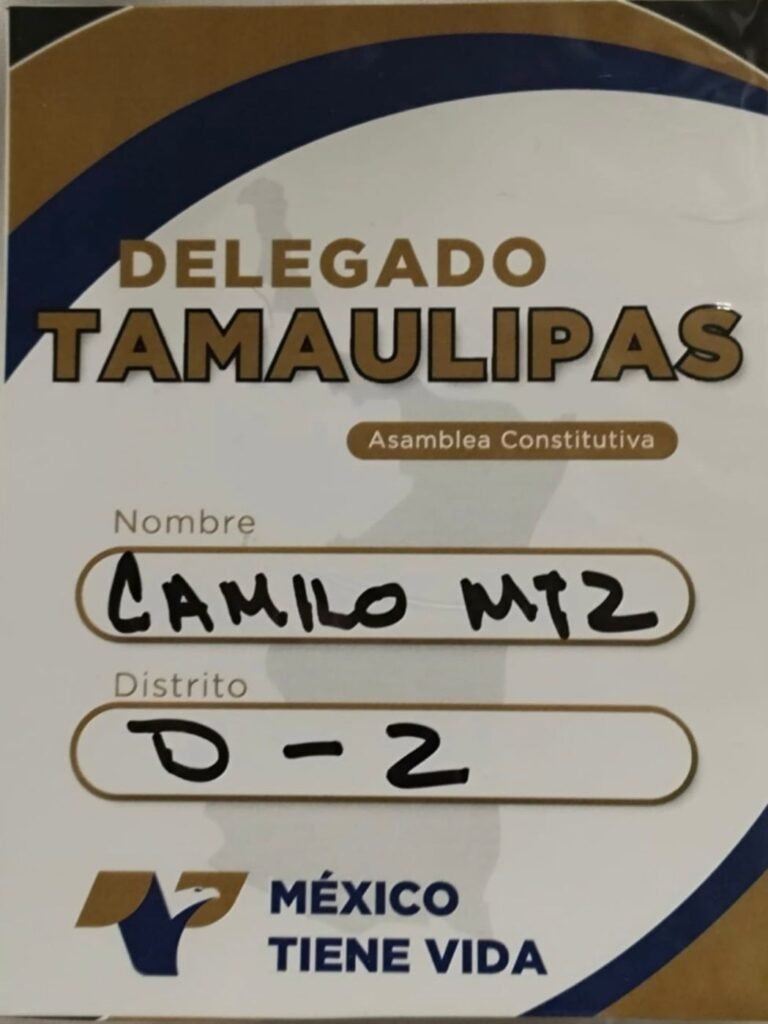 DELEGADO
TAMAULIPAS
Asamblea Constitutiva
Nombre
CAMILO MTZ
Distrito
D-2
MÉXICO
TIENE VIDA